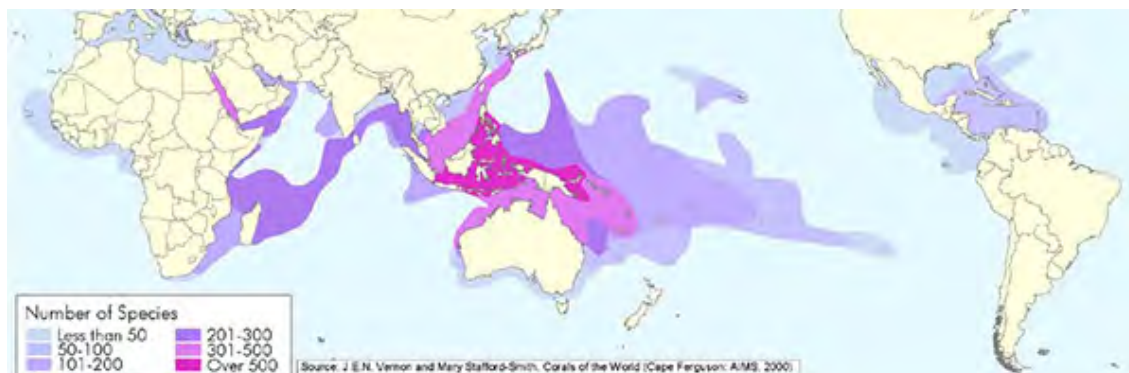 Number of Species
Less than 50
50-100
101-200
201-300
301-500
Over 500
Source: J.E.N. Vernon and Mary Stafford-Smith, Corals of the World (Cape Ferguson: AIMS, 2000)